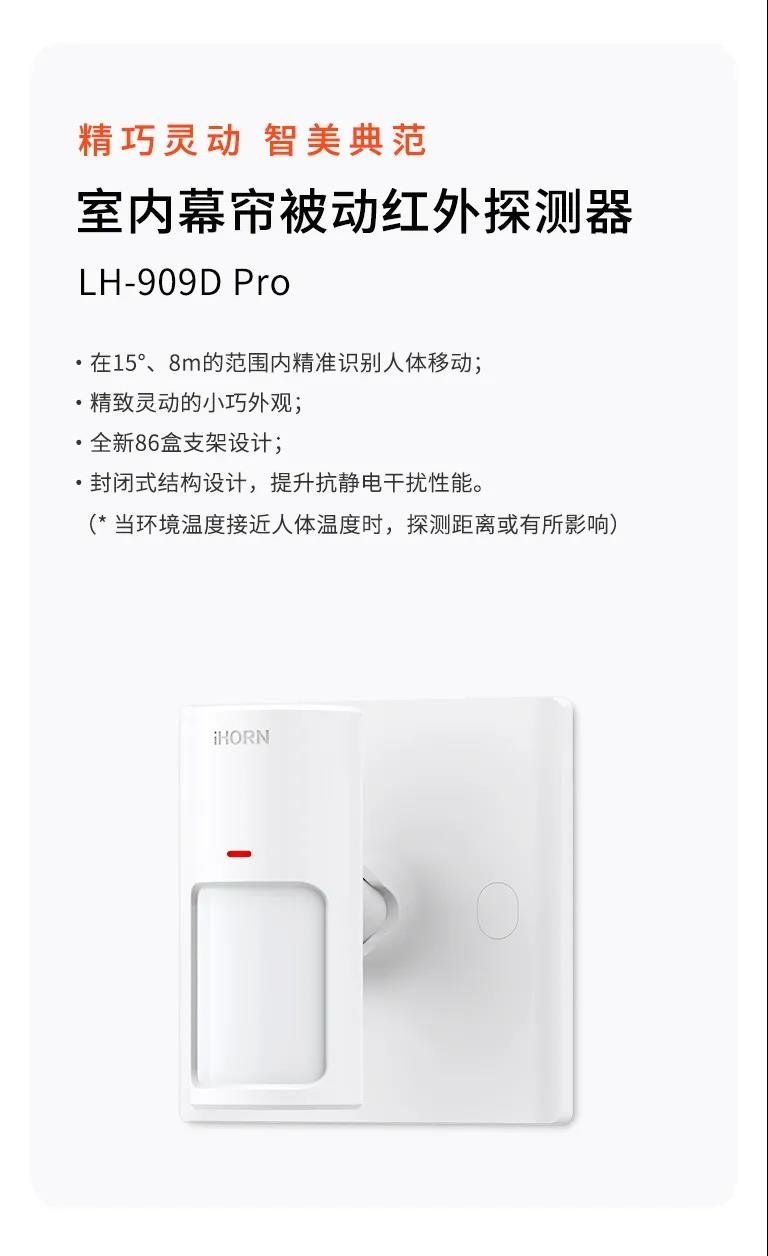 精巧灵动 智美典范
室内幕帘被动红外探测器
LH-909D Pro
·在15°、8m的范围内精准识别人体移动；
·精致灵动的小巧外观；
·全新86盒支架设计；
·封闭式结构设计，提升抗静电干扰性能。
（* 当环境温度接近人体温度时，探测距离或有所影响）
iHORN